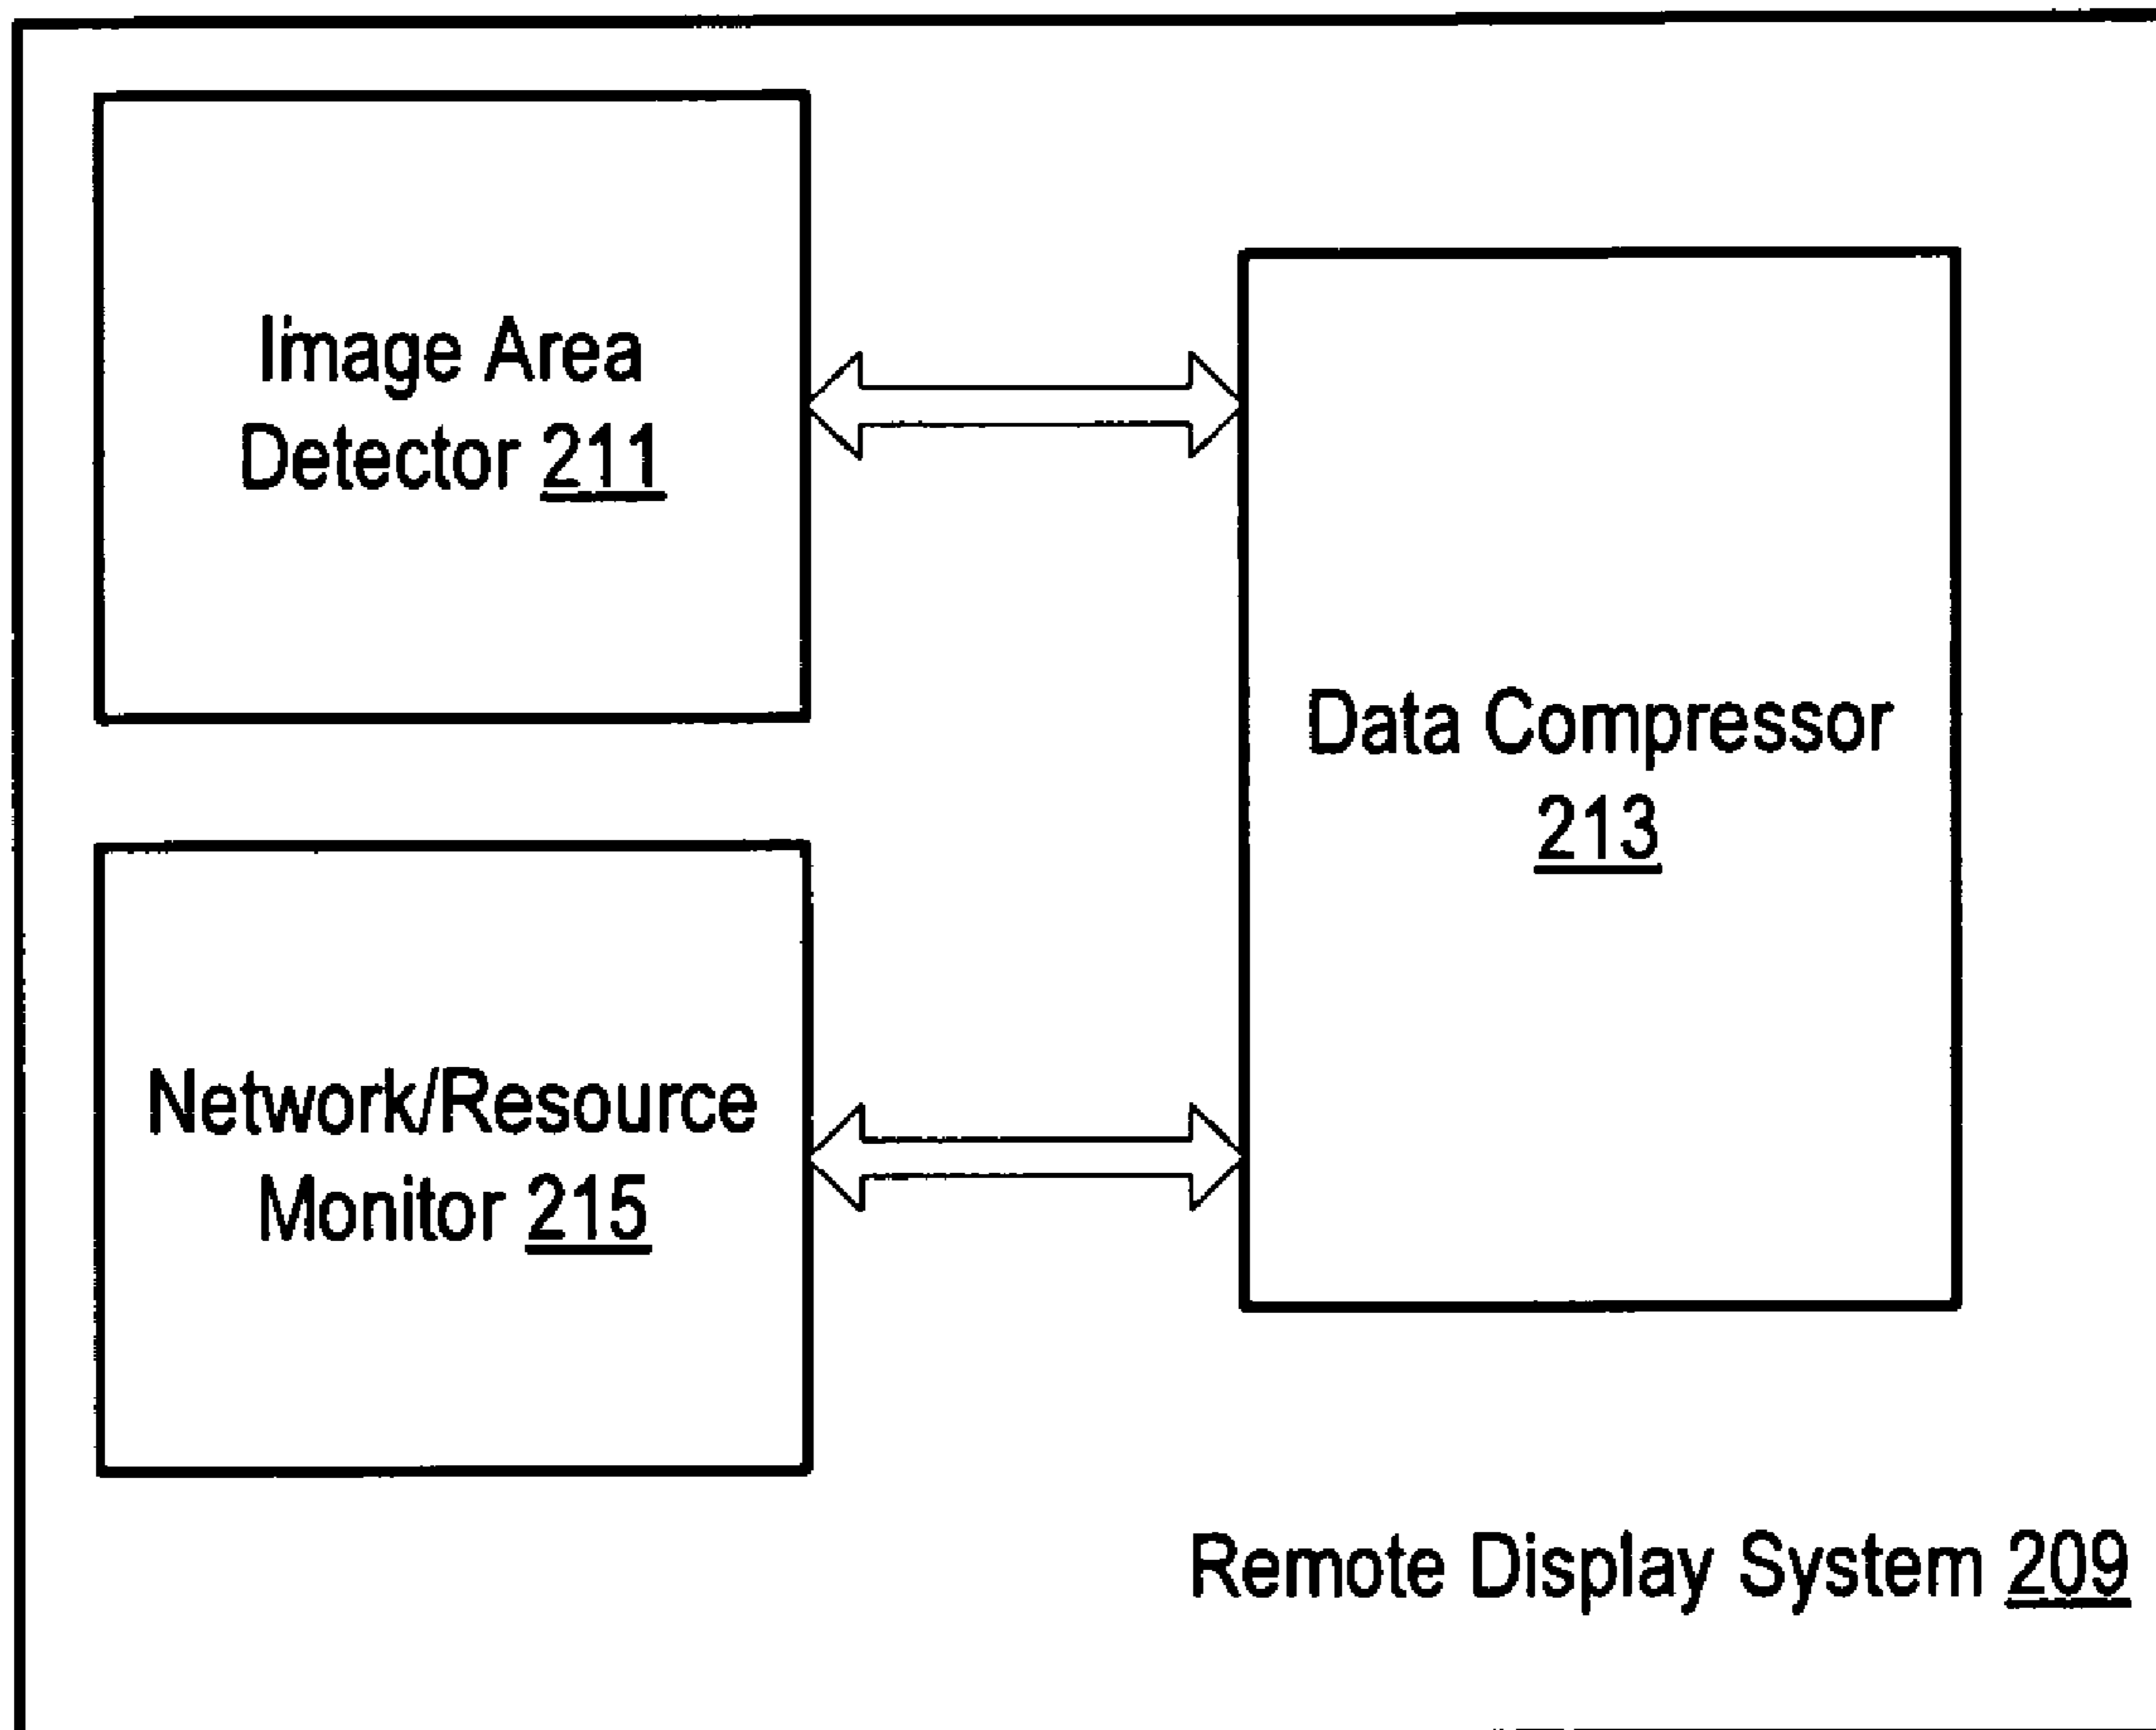 Image Area
Detector 211
Data Compressor
213
Network/Resource
Monitor 215
Remote Display System 209